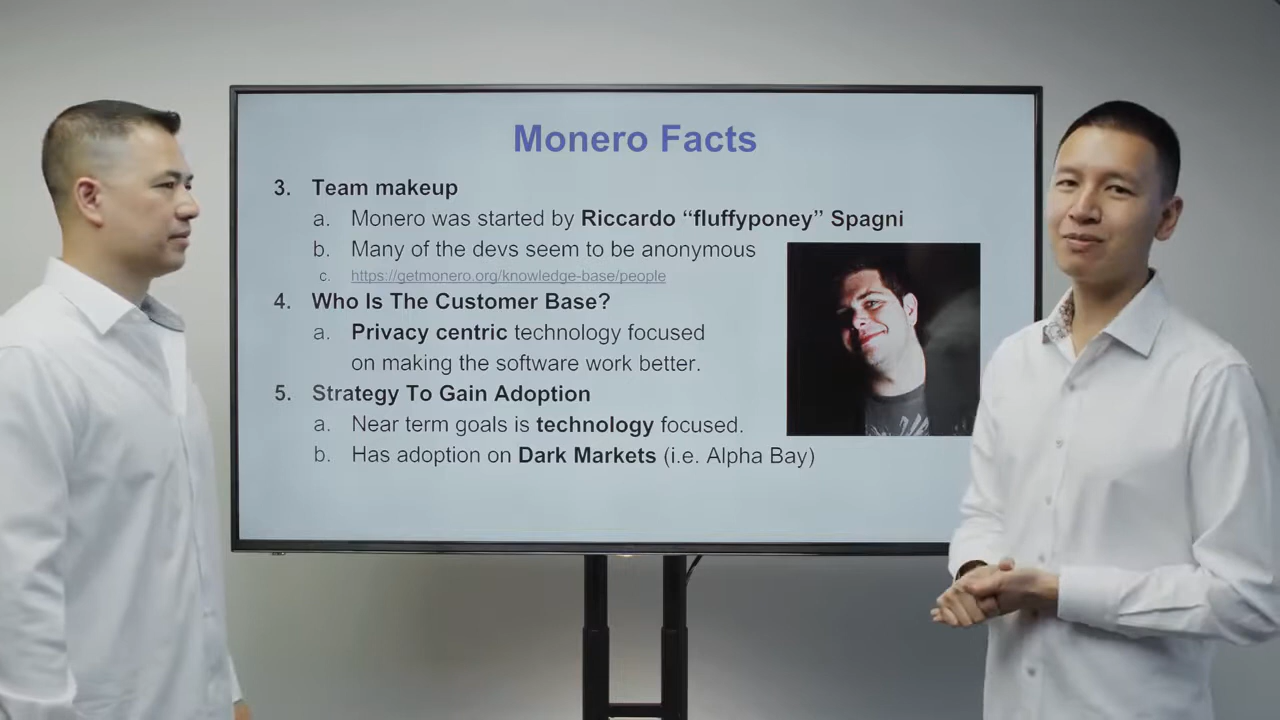 Monero Facts
3. Team makeup
a. Monero was started by Riccardo “fluffyponey” Spagni
b. Many of the devs seem to be anonymous
c. https://getmonero.org/knowledge-base/people
4. Who Is The Customer Base?
a. Privacy centric technology focused
on making the software work better.
5. Strategy To Gain Adoption
a. Near term goals is technology focused.
b. Has adoption on Dark Markets (i.e. Alpha Bay)